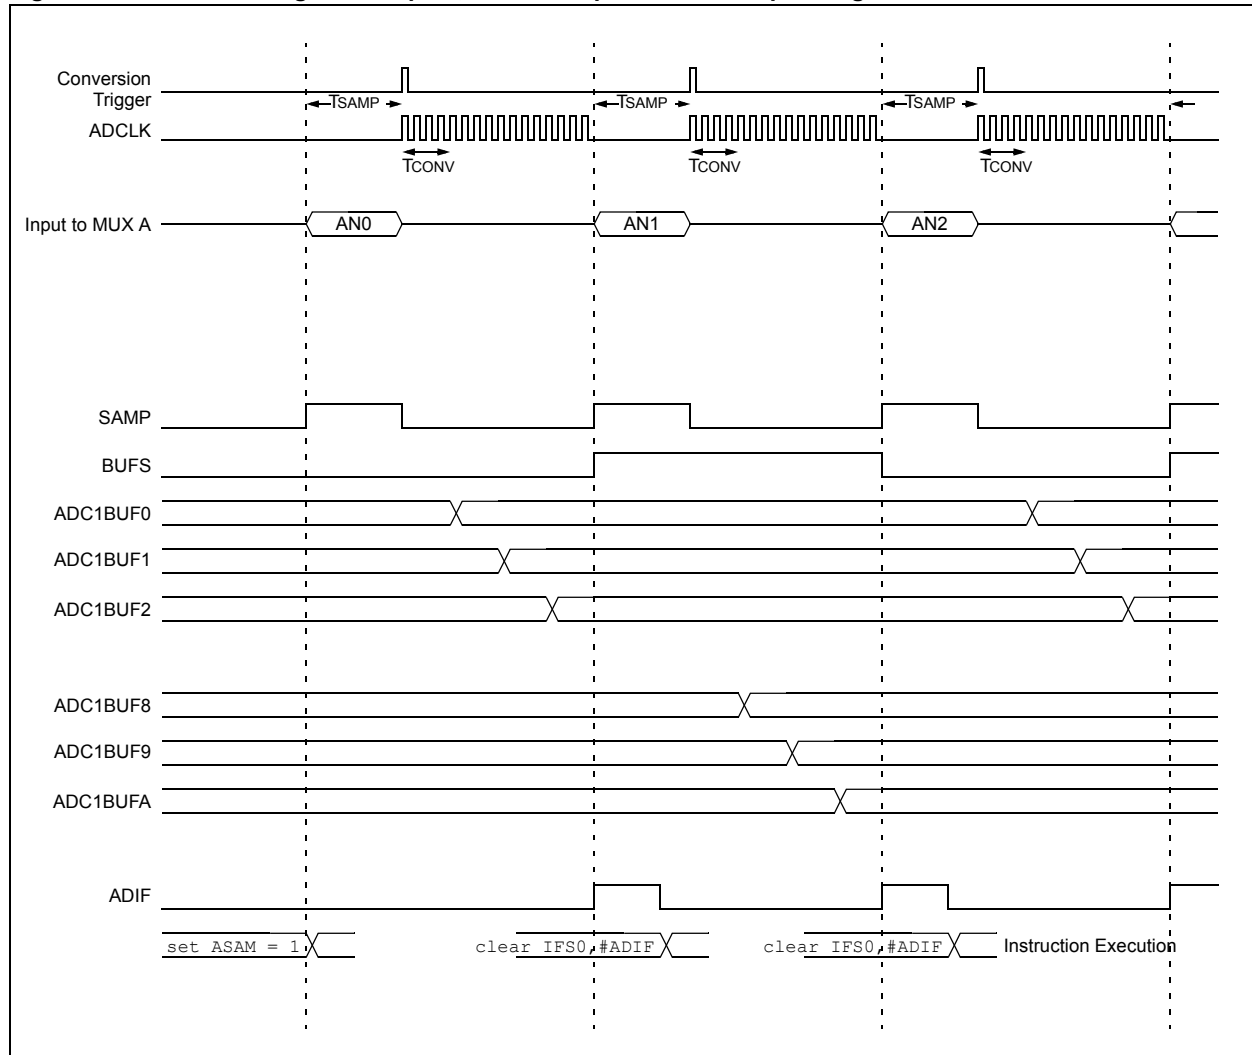 Conversion
Trigger
TSAMP TSAMP TSAMP
ADCLK
TCONV TCONV TCONV
Input to MUX A AN0 AN1 AN2
SAMP
BUFS
ADC1BUF0
ADC1BUF1
ADC1BUF2
ADC1BUF8
ADC1BUF9
ADC1BUFA
ADIF
set ASAM = 1 clear IFS0,#ADIF clear IFS0,#ADIF Instruction Execution